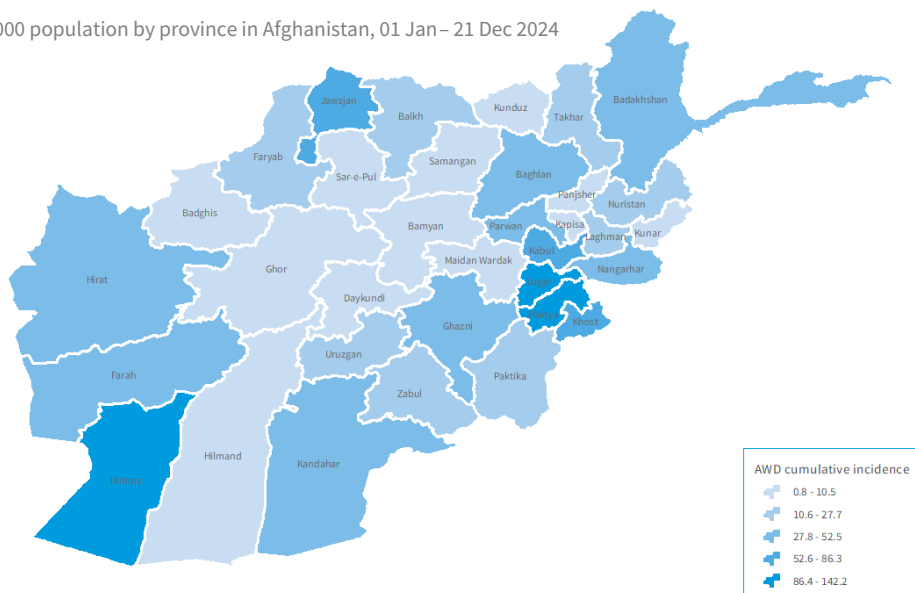 000 population by province in Afghanistan, 01 Jan– 21 Dec 2024
Jawzjan
Balkh
Kunduz
Takhar
Badakhshan
Faryab
Sar-e-Pul
Samangan
Baghlan
Panjsher
Nuristan
Badghis
Bamyan
Parwan
Kapisa
Laghman
Kunar
Hirat
Ghor
Maidan Wardak
Kabul
Nangarhar
Daykundi
Logar
Ghazni
Paktya
Khost
Uruzgan
Farah
Zabul
Paktika
Hilmand
Kandahar
Nimroz
AWD cumulative incidence
0.8 - 10.5
10.6 - 27.7
27.8 - 52.5
52.6 - 86.3
86.4 - 142.2